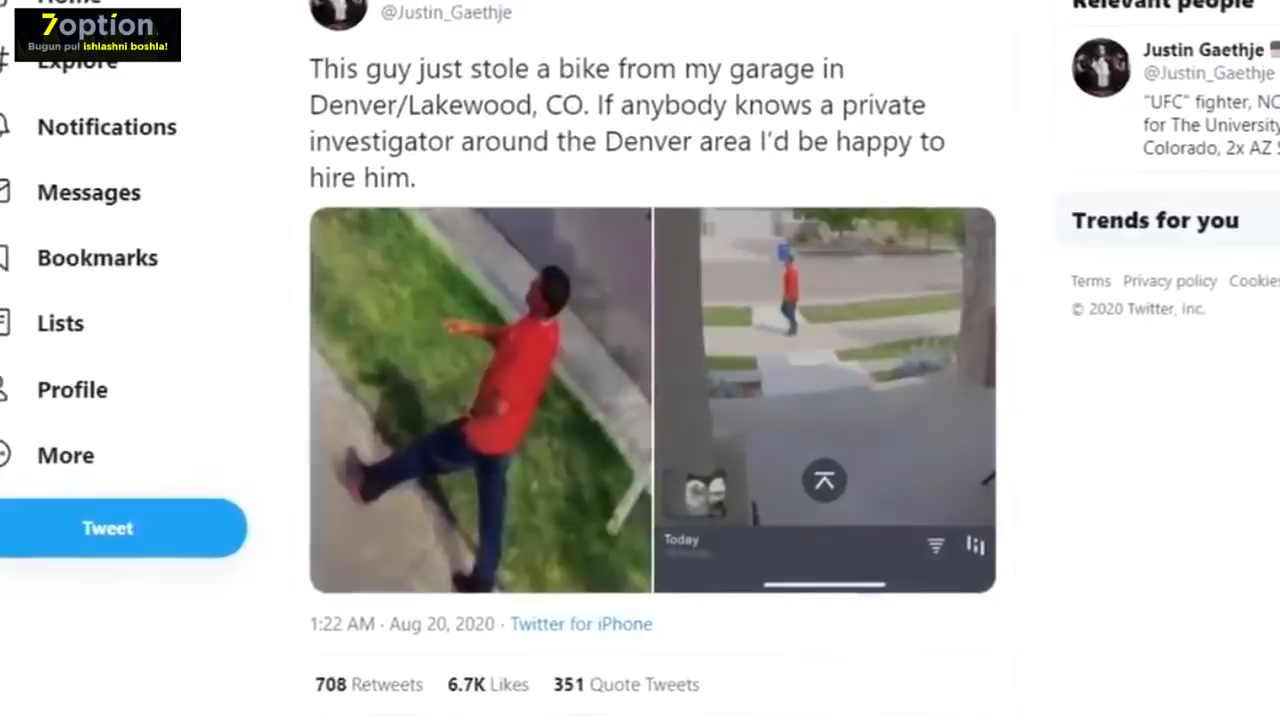 Home
7option
Bugun pul ishlashni boshla!
Explore
Notifications
Messages
Bookmarks
Lists
Profile
More
Tweet
@Justin_Gaethje
This guy just stole a bike from my garage in
Denver/Lakewood, CO. If anybody knows a private
investigator around the Denver area I'd be happy to
hire him.
Today
1:22 AM · Aug 20, 2020 · Twitter for iPhone
708 Retweets 6.7K Likes 351 Quote Tweets
Relevant people
Justin Gaethje
@Justin_Gaethje
"UFC" fighter, NC
for The University
Colorado, 2x AZ S
Trends for you
Terms Privacy policy Cookies
© 2020 Twitter, Inc.